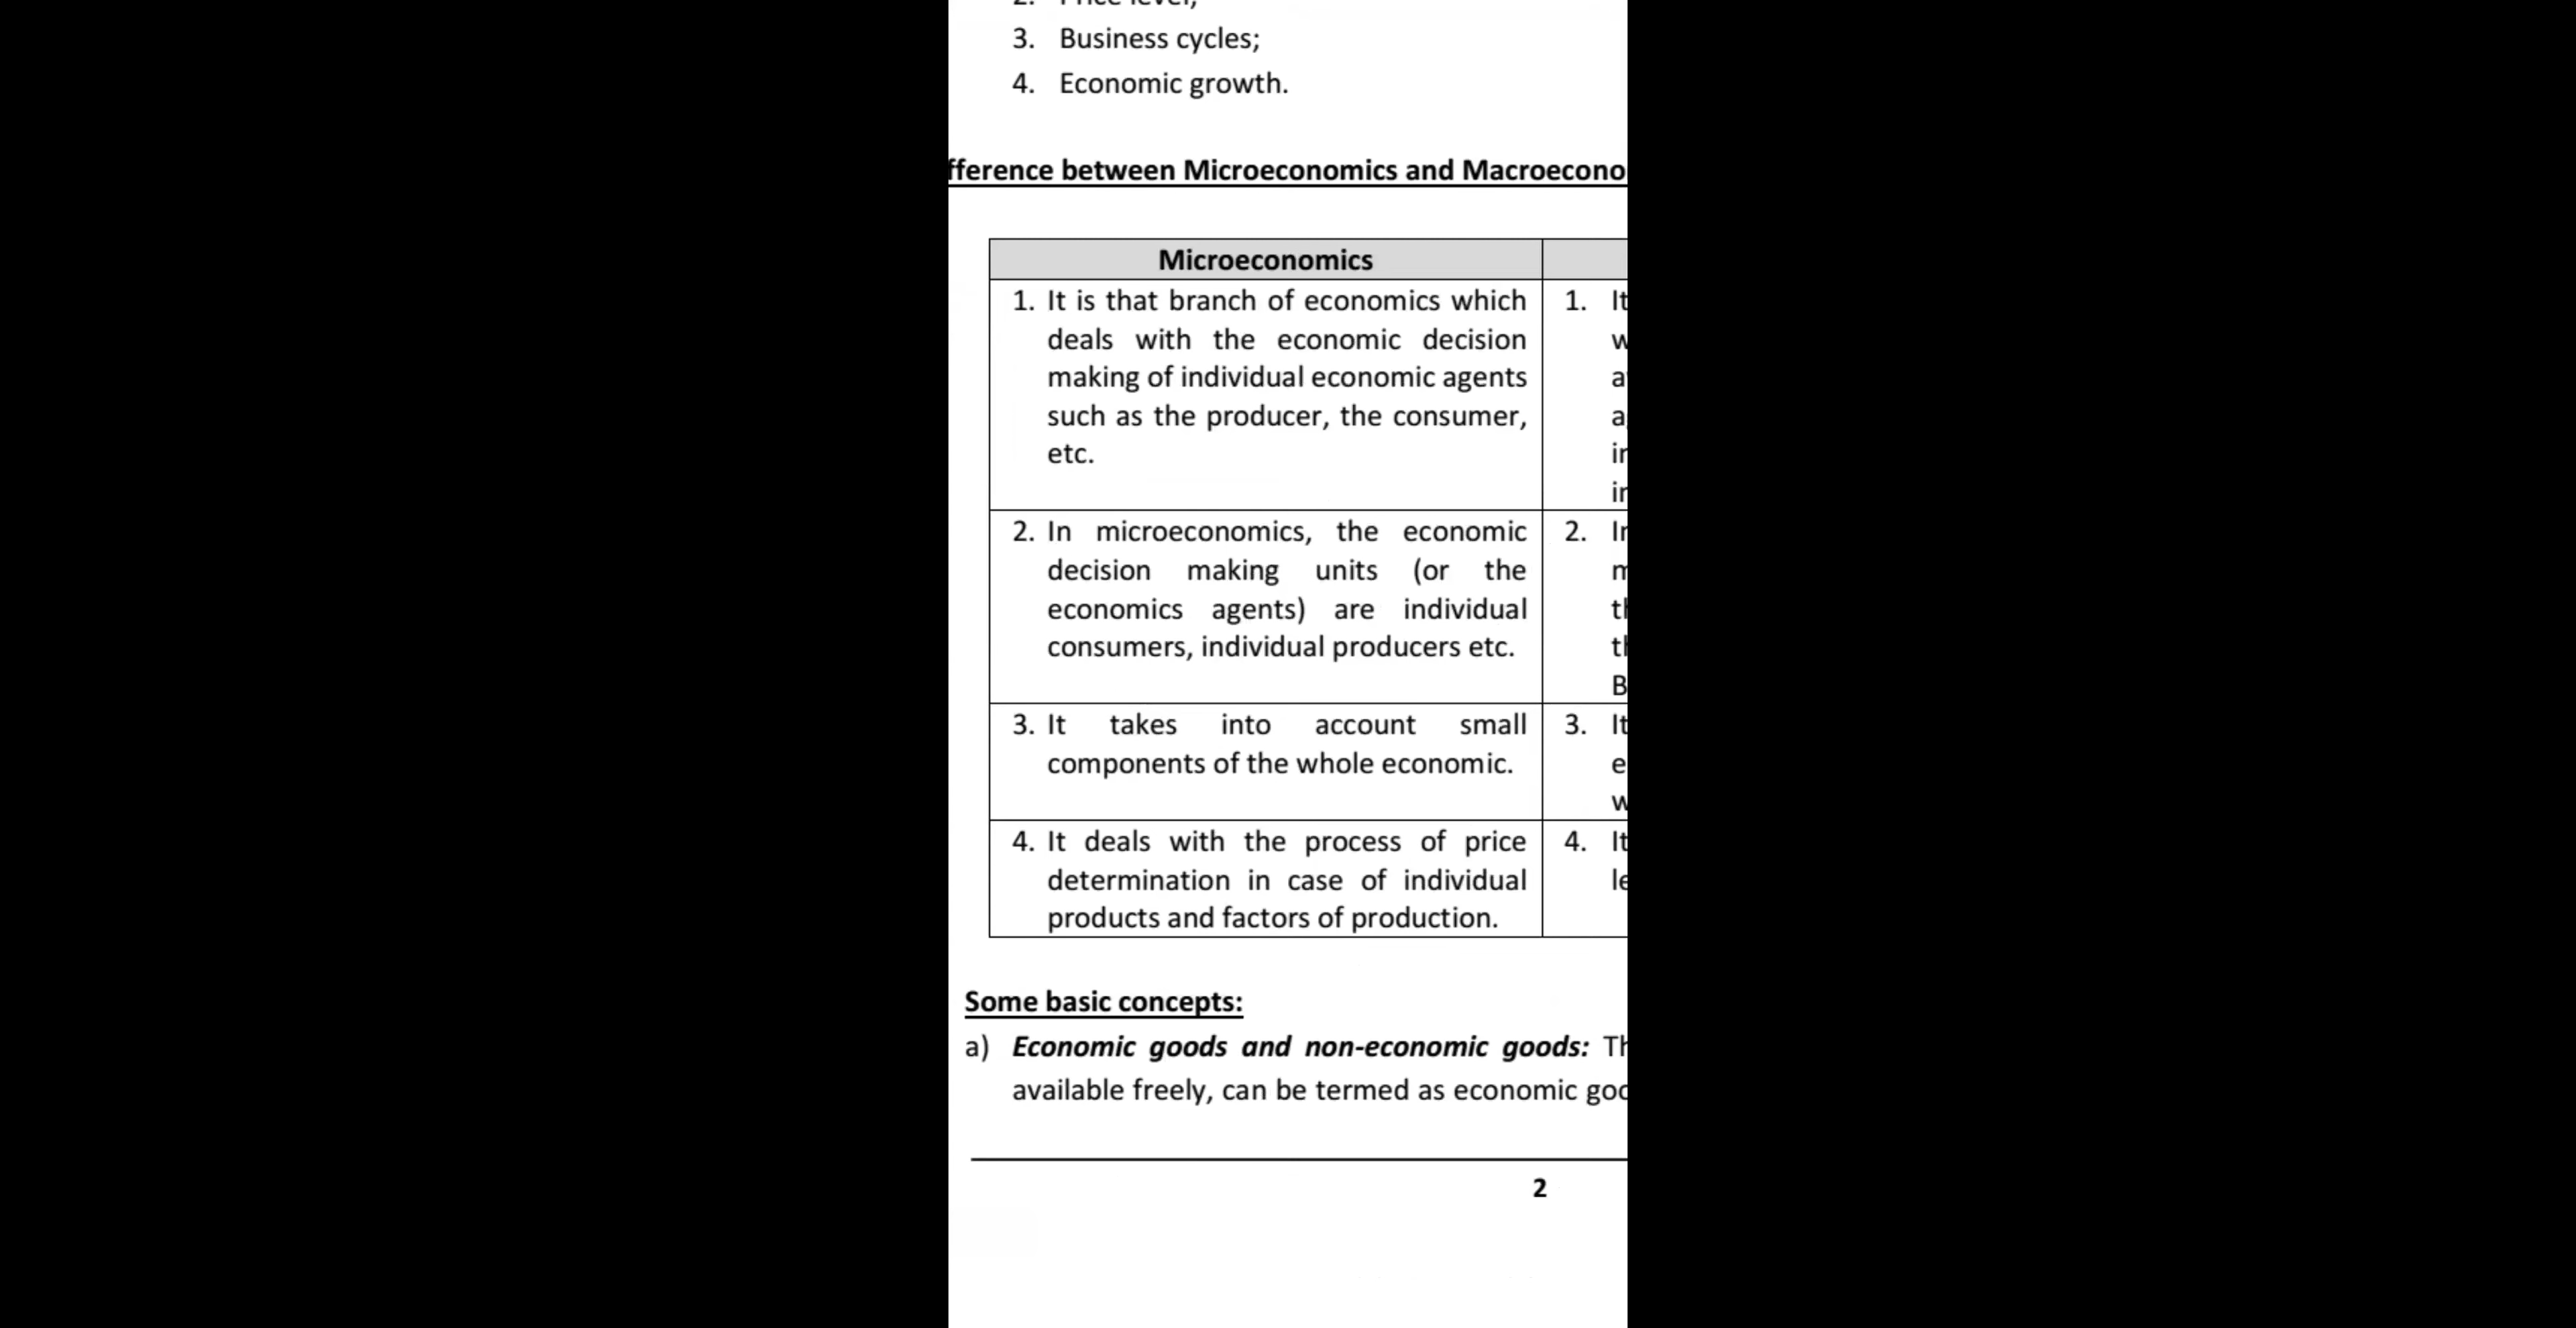 2. Price level;
3. Business cycles;
4. Economic growth.
fference between Microeconomics and Macroecono
Microeconomics
1. It is that branch of economics which
deals with the economic decision
making of individual economic agents
such as the producer, the consumer,
etc.
2. In microeconomics, the economic
decision making units (or the
economics agents) are individual
consumers, individual producers etc.
3. It takes into account small
components of the whole economic.
4. It deals with the process of price
determination in case of individual
products and factors of production.
1. It
2.
3. It
4. It
Some basic concepts:
a) Economic goods and non-economic goods:
available freely, can be termed as economic
2